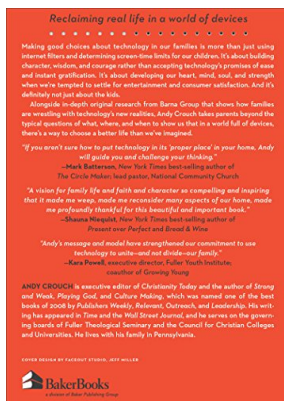 Reclaiming real life in a world of devices
Making good choices about technology in our families is more than just using
internet filters and determining screen-time limits for our children. It's about building
character, wisdom, and courage rather than accepting technology's promises of ease
and instant gratification. It's about developing our heart, mind, soul, and strength
when we're tempted to settle for entertainment and consumer satisfaction. And it's
definitely not just about the kids.
Alongside in-depth original research from Barna Group that shows how families
are wrestling with technology's new realities, Andy Crouch takes parents beyond the
typical questions of what, where, and when to show us that in a world full of devices,
there's a way to choose a better life than we've imagined.
"If you aren't sure how to put technology in its 'proper place' in your home, Andy
will guide you and challenge your thinking."
—Mark Batterson, New York Times best-selling author of
The Circle Maker; lead pastor, National Community Church
"A vision for family life and faith and character so compelling and inspiring
that it made me weep, made me reconsider many aspects of our home, made
me profoundly thankful for this beautiful and important book."
—Shauna Niequist, New York Times best-selling author of
Present over Perfect and Bread & Wine
"Andy's message and model have strengthened our commitment to use
technology to unite—and not divide—our family."
—Kara Powell, executive director, Fuller Youth Institute;
coauthor of Growing Young
ANDY CROUCH is executive editor of Christianity Today and the author of Strong
and Weak, Playing God, and Culture Making, which was named one of the best
books of 2008 by Publishers Weekly, Relevant, Outreach, and Leadership. His writ-
ing has appeared in Time and the Wall Street Journal, and he serves on the govern-
ing boards of Fuller Theological Seminary and the Council for Christian Colleges
and Universities. He lives with his family in Pennsylvania.
COVER DESIGN BY FACEOUT STUDIO, JEFF MILLER
BakerBooks
a division of Baker Publishing Group